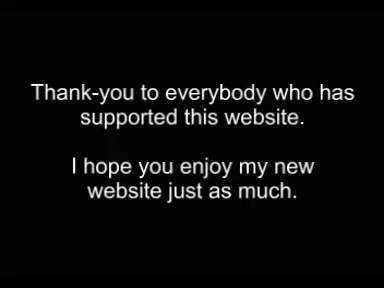 Thank-you to everybody who has
supported this website.
I hope you enjoy my new
website just as much.